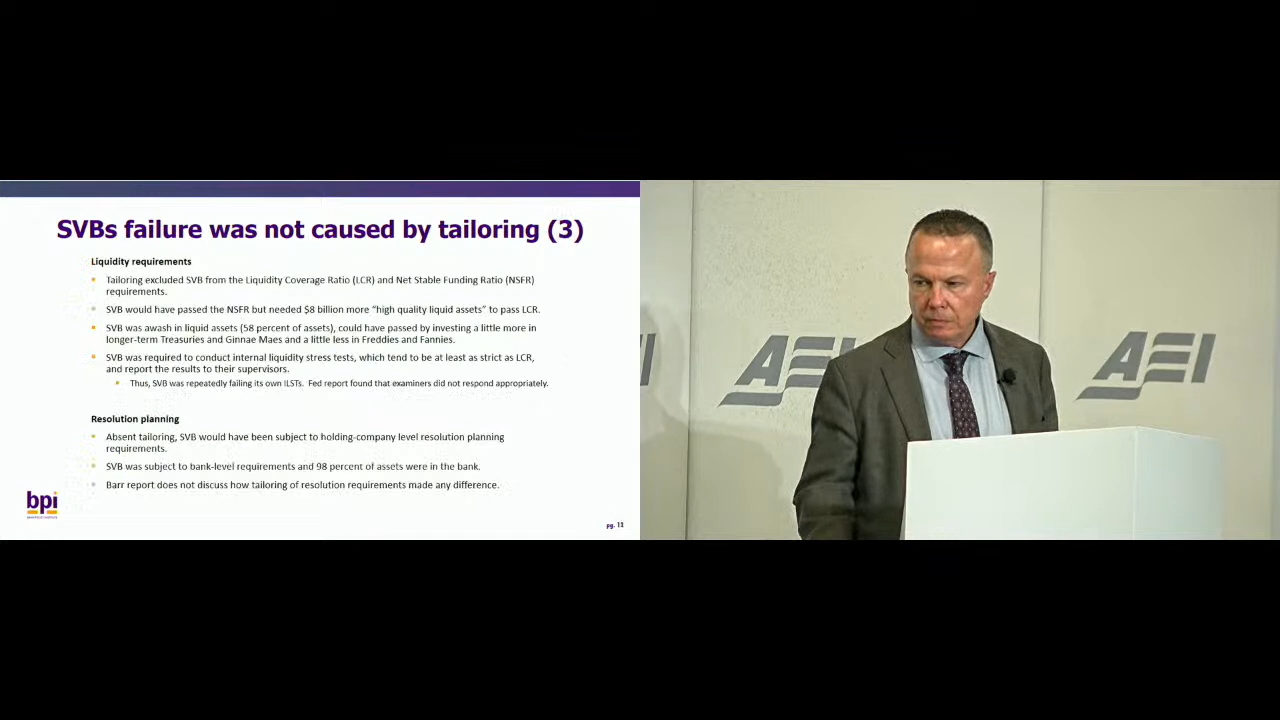 SVBs failure was not caused by tailoring (3)
Liquidity requirements
Tailoring excluded SVB from the Liquidity Coverage Ratio (LCR) and Net Stable Funding Ratio (NSFR)
requirements.
SVB would have passed the NSFR but needed $8 billion more “high quality liquid assets” to pass LCR.
SVB was awash in liquid assets (58 percent of assets), could have passed by investing a little more in
longer-term Treasuries and Ginnae Maes and a little less in Freddies and Fannies.
SVB was required to conduct internal liquidity stress tests, which tend to be at least as strict as LCR,
and report the results to their supervisors.
Thus, SVB was repeatedly failing its own ILSTs. Fed report found that examiners did not respond appropriately.
Resolution planning
Absent tailoring, SVB would have been subject to holding-company level resolution planning
requirements.
SVB was subject to bank-level requirements and 98 percent of assets were in the bank.
Barr report does not discuss how tailoring of resolution requirements made any difference.
bpi
pg. 11
AEI
AEI